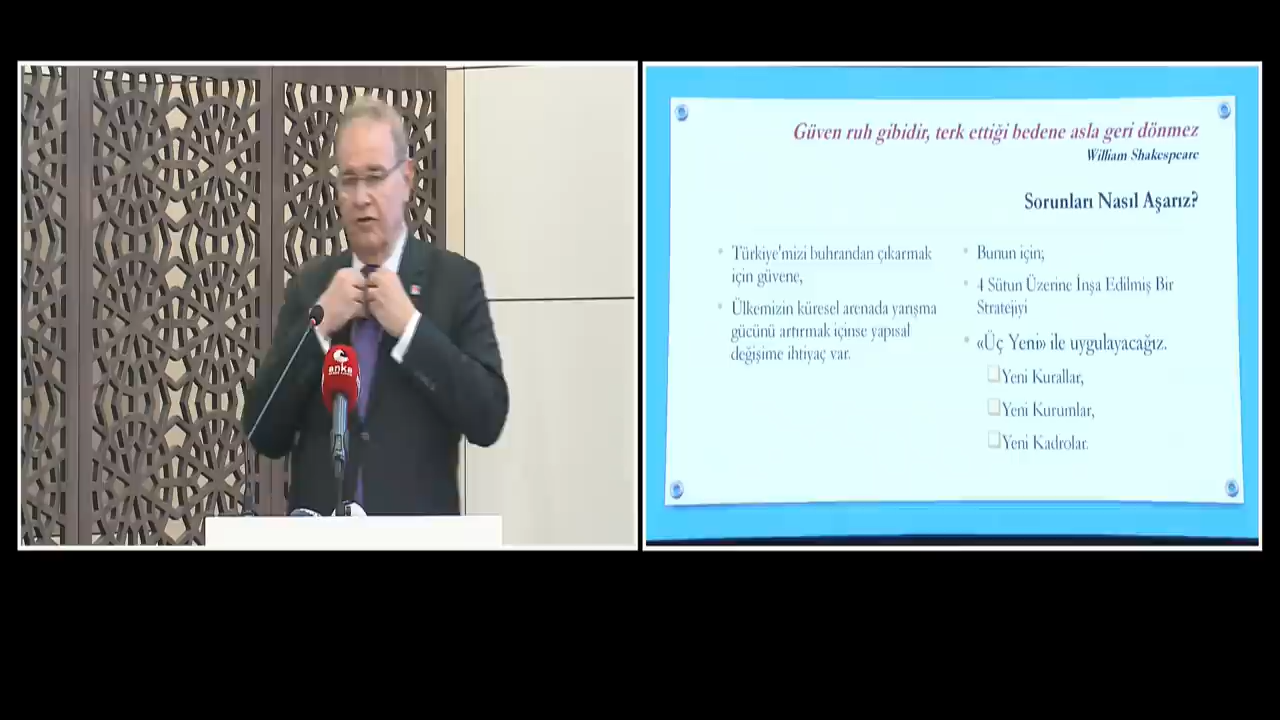 anka
Güven ruh gibidir, terk ettiği bedene asla geri dönmez
William Shakespeare
Sorunları Nasıl Aşarız?
Türkiye'mizi buhrandan çıkarmak
için güvene,
Ülkemizin küresel arenada yarışma
gücünü artırmak içinse yapısal
değişime ihtiyaç var.
Bunun için;
4 Sütun Üzerine İnşa Edilmiş Bir
Stratejiyi
«Üç Yeni» ile uygulayacağız.
Yeni Kurallar,
Yeni Kurumlar,
Yeni Kadrolar.